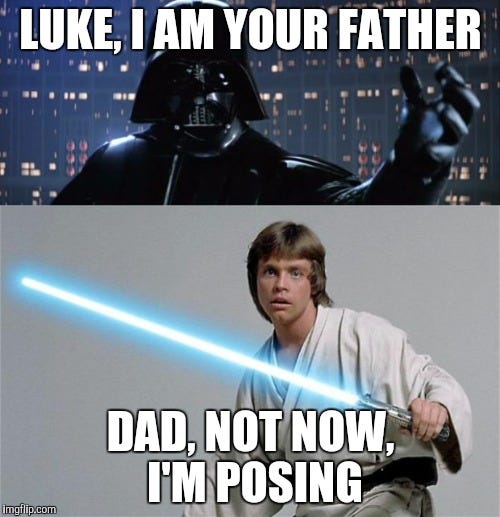 LUKE, I AM YOUR FATHER
DAD, NOT NOW,
I'M POSING
imgflip.com